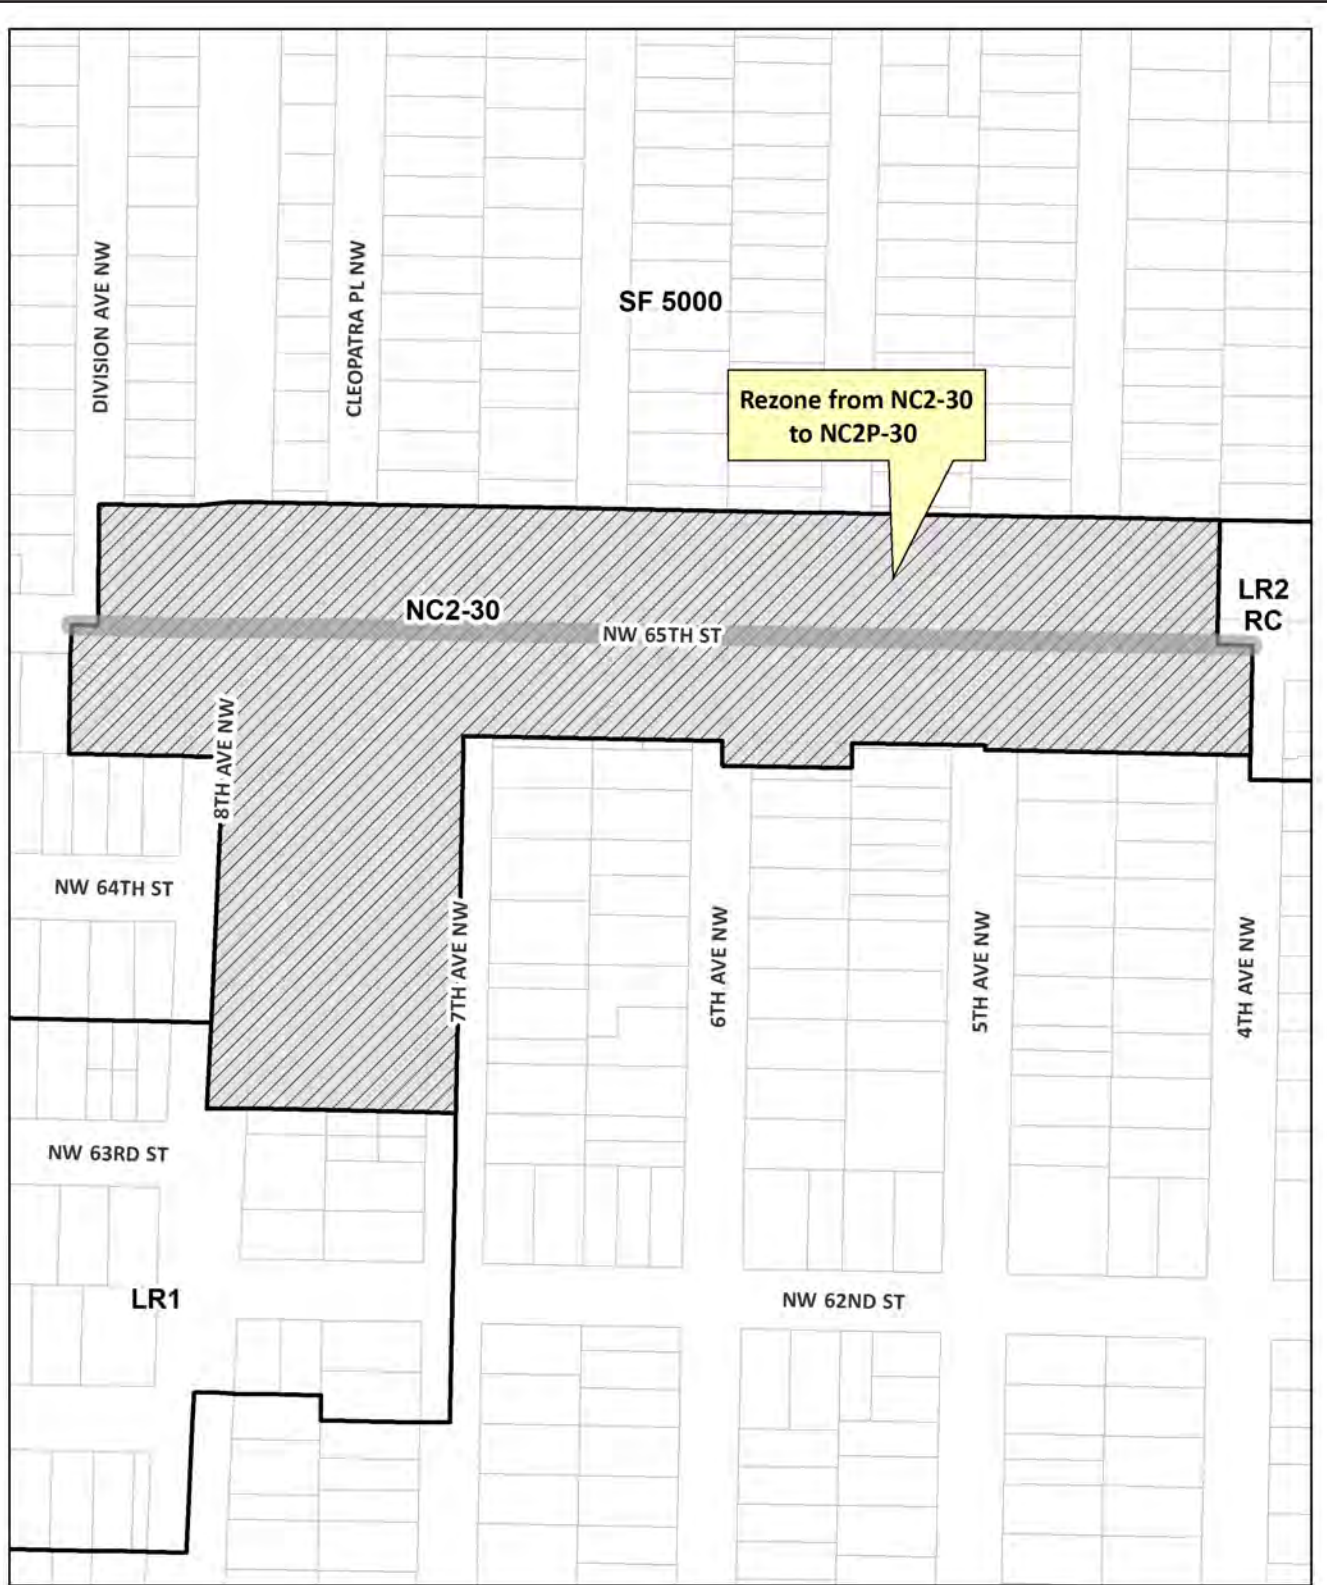 DIVISION AVE NW
CLEOPATRA PL NW
SF 5000
Rezone from NC2-30
to NC2P-30
LR2
RC
NC2-30
NW 65TH ST
8TH AVE NW
NW 64TH ST
7TH AVE NW
6TH AVE NW
5TH AVE NW
4TH AVE NW
NW 63RD ST
LR1
NW 62ND ST